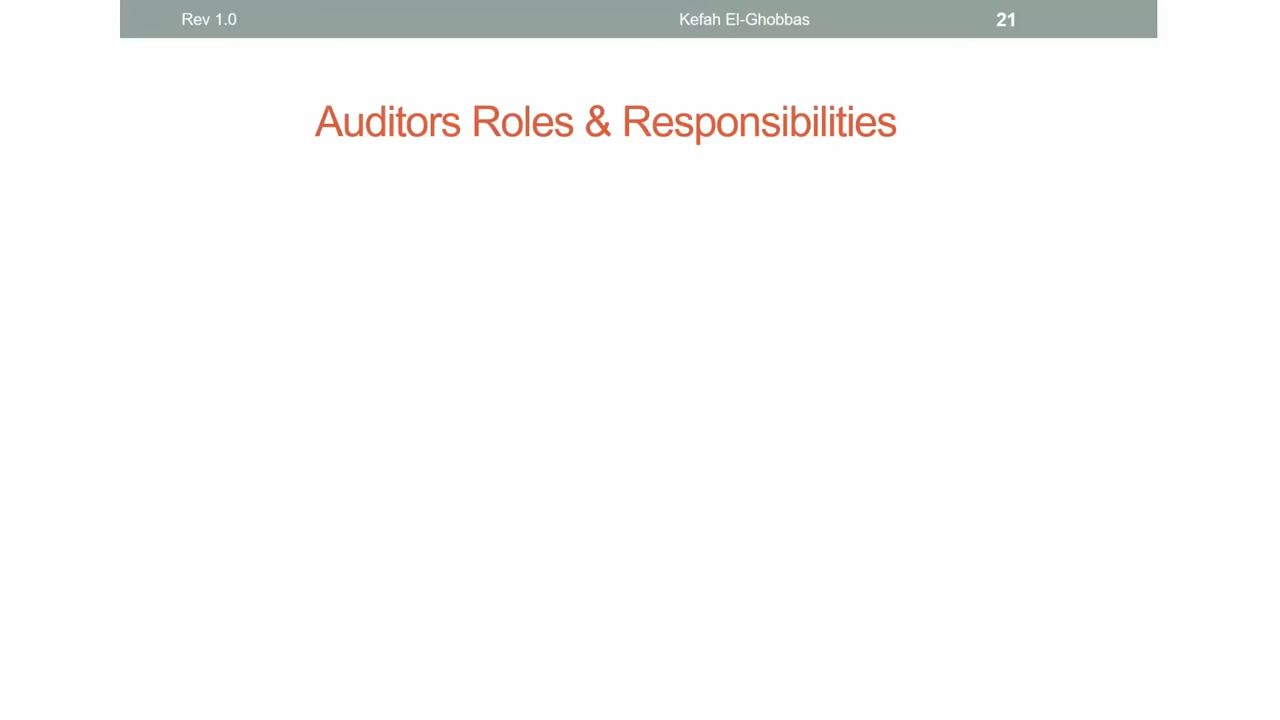 Rev 1.0 Kefah El-Ghobbas 21
Auditors Roles & Responsibilities